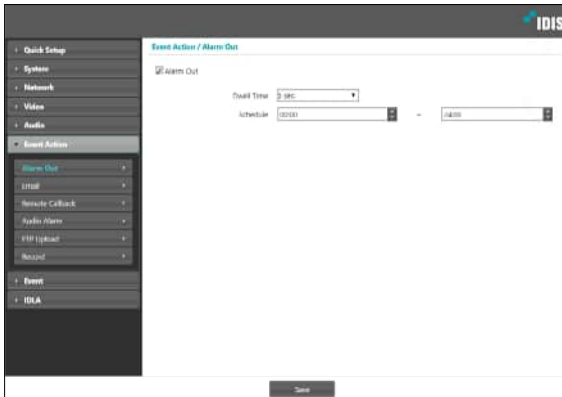 IDIS
Quick Setup
System
Network
Video
Audio
Event Action
Alarm Out
Email
Remote Callback
Audio Alarm
FTP Upload
Record
Event
IDLA
Event Action / Alarm Out
Alarm Out
Dwell Time 5 sec
Schedule 00:00 ~ 24:00
Save